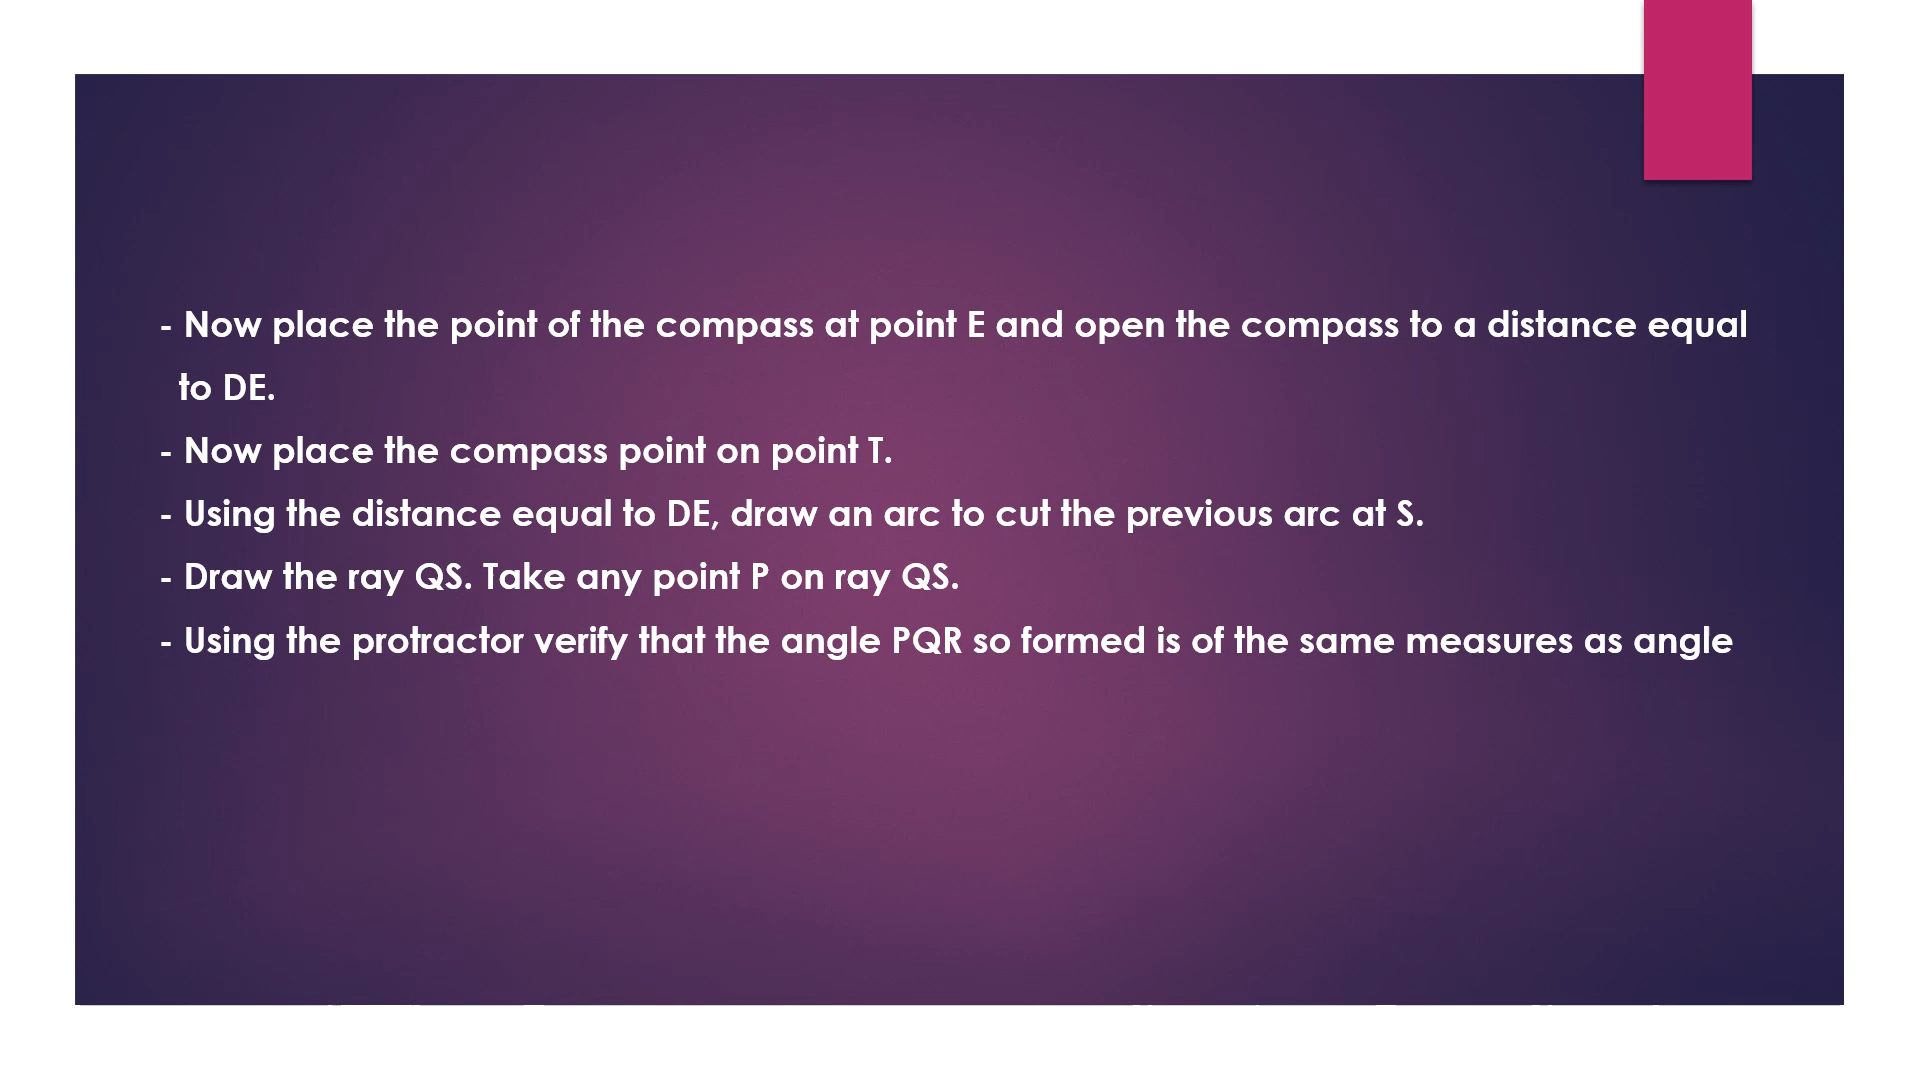 - Now place the point of the compass at point E and open the compass to a distance equal
to DE.
- Now place the compass point on point T.
- Using the distance equal to DE, draw an arc to cut the previous arc at S.
- Draw the ray QS. Take any point P on ray QS.
- Using the protractor verify that the angle PQR so formed is of the same measures as angle